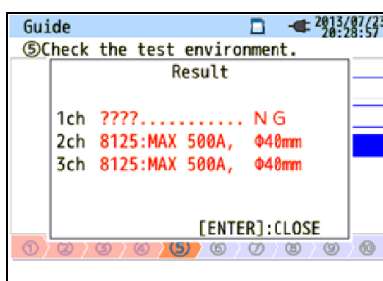 Guide 2013/07/23
20:28:57
⑤Check the test environment.
Result
1ch ????........... NG
2ch 8125:MAX 500A, Φ40mm
3ch 8125:MAX 500A, Φ40mm
[ENTER]:CLOSE
① ② ③ ④ ⑤ ⑥ ⑦ ⑧ ⑨ ⑩